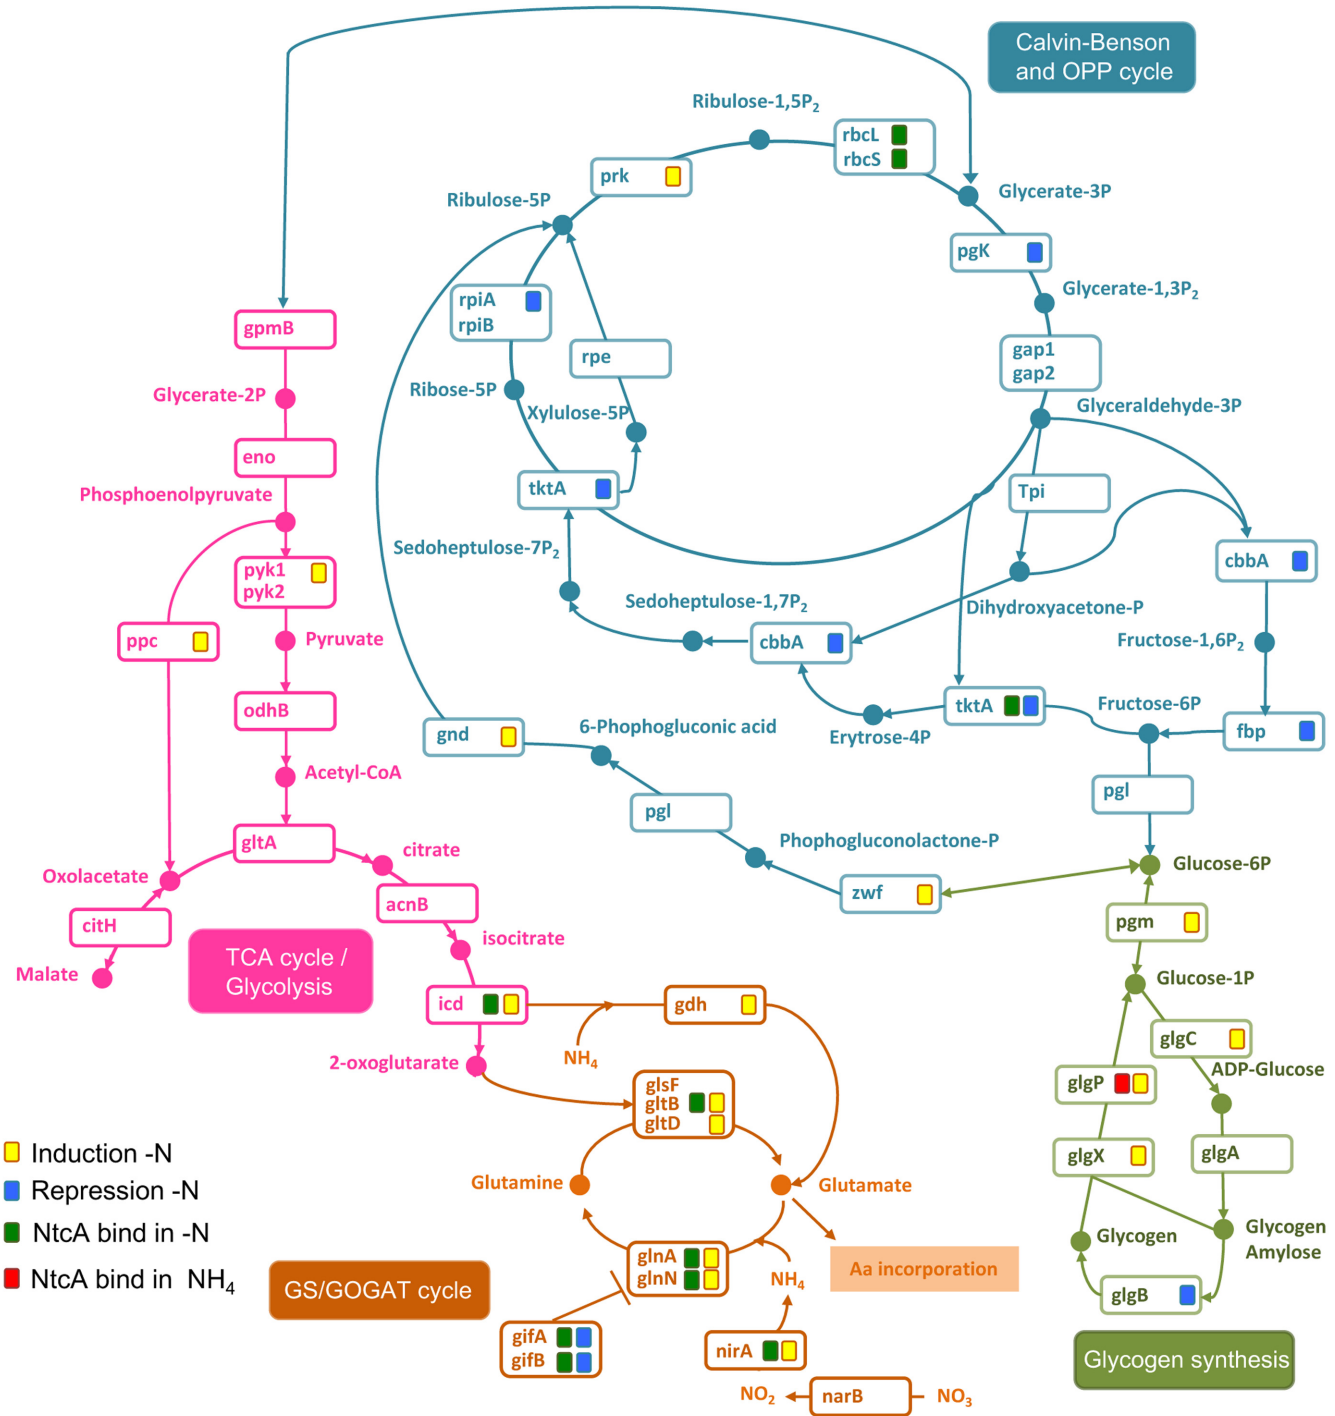 Calvin-Benson
and OPP cycle
Ribulose-1,5P2
rbcL
rbcS
prk
Glycerate-3P
Ribulose-5P
pgK
Glycerate-1,3P2
rpiA
rpiB
gpmB
gap1
gap2
rpe
Ribose-5P
Glycerate-2P
Xylulose-5P
Glyceraldehyde-3P
eno
Phosphoenolpyruvate
tktA
Tpi
Sedoheptulose-7P2
cbbA
pyk1
pyk2
Sedoheptulose-1,7P2
Dihydroxyacetone-P
ppc
Pyruvate
cbbA
Fructose-1,6P2
odhB
tktA
Fructose-6P
gnd
6-Phophogluconic acid
Erytrose-4P
fbp
Acetyl-CoA
pgl
pgl
gltA
citrate
Phophogluconolactone-P
Oxolacetate
Glucose-6P
acnB
zwf
citH
pgm
TCA cycle /
Glycolysis
isocitrate
Malate
Glucose-1P
icd
gdh
glgC
NH4
2-oxoglutarate
ADP-Glucose
glsF
gltB
gltD
glgP
Induction -N
Repression -N
NtcA bind in -N
NtcA bind in NH4
glgX
glgA
Glutamine
Glutamate
Glycogen
Glycogen
Amylose
glnA
glnN
NH4
Aa incorporation
GS/GOGAT cycle
glgB
gifA
gifB
nirA
Glycogen synthesis
NO2
narB
NO3